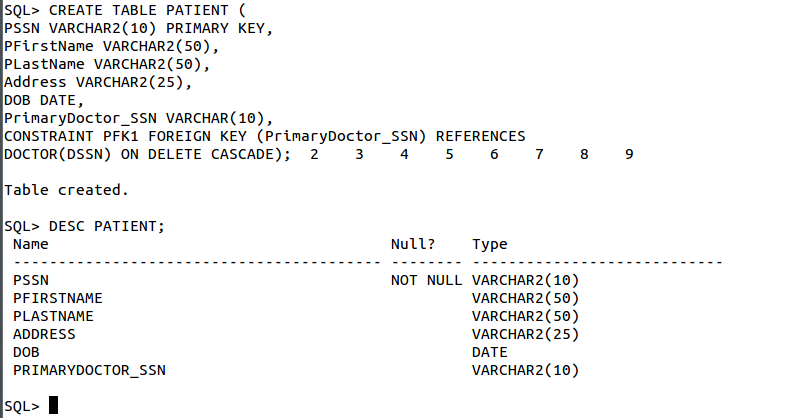 SQL> CREATE TABLE PATIENT (
PSSN VARCHAR2(10) PRIMARY KEY,
PFirstName VARCHAR2(50),
PLastName VARCHAR2(50),
Address VARCHAR2(25),
DOB DATE,
PrimaryDoctor_SSN VARCHAR(10),
CONSTRAINT PFK1 FOREIGN KEY (PrimaryDoctor_SSN) REFERENCES
DOCTOR(DSSN) ON DELETE CASCADE);  2    3    4    5    6    7    8    9
Table created.
SQL> DESC PATIENT;
 Name                                      Null?    Type
 ----------------------------------------- -------- ----------------------------
 PSSN                                      NOT NULL VARCHAR2(10)
 PFIRSTNAME                                         VARCHAR2(50)
 PLASTNAME                                          VARCHAR2(50)
 ADDRESS                                            VARCHAR2(25)
 DOB                                                DATE
 PRIMARYDOCTOR_SSN                                  VARCHAR2(10)
SQL>